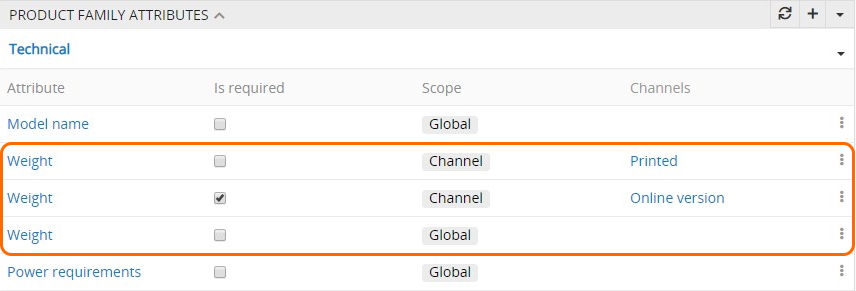 PRODUCT FAMILY ATTRIBUTES
Technical
Attribute Is required Scope Channels
Model name Global
Weight Channel Printed
Weight Channel Online version
Weight Global
Power requirements Global